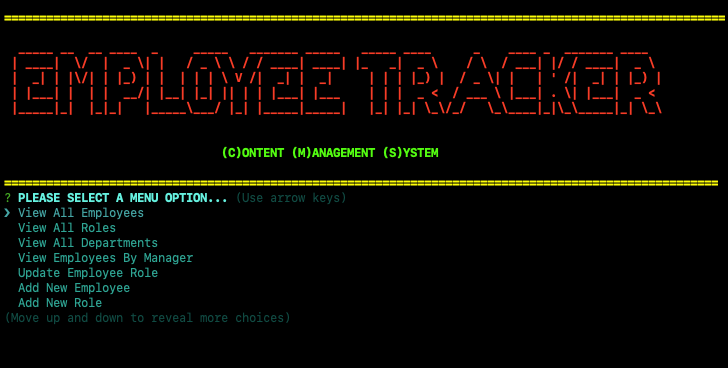 EMPLOYEE TRACKER
(C)ONTENT (M)ANAGEMENT (S)YSTEM
? PLEASE SELECT A MENU OPTION... (Use arrow keys)
❯ View All Employees
View All Roles
View All Departments
View Employees By Manager
Update Employee Role
Add New Employee
Add New Role
(Move up and down to reveal more choices)